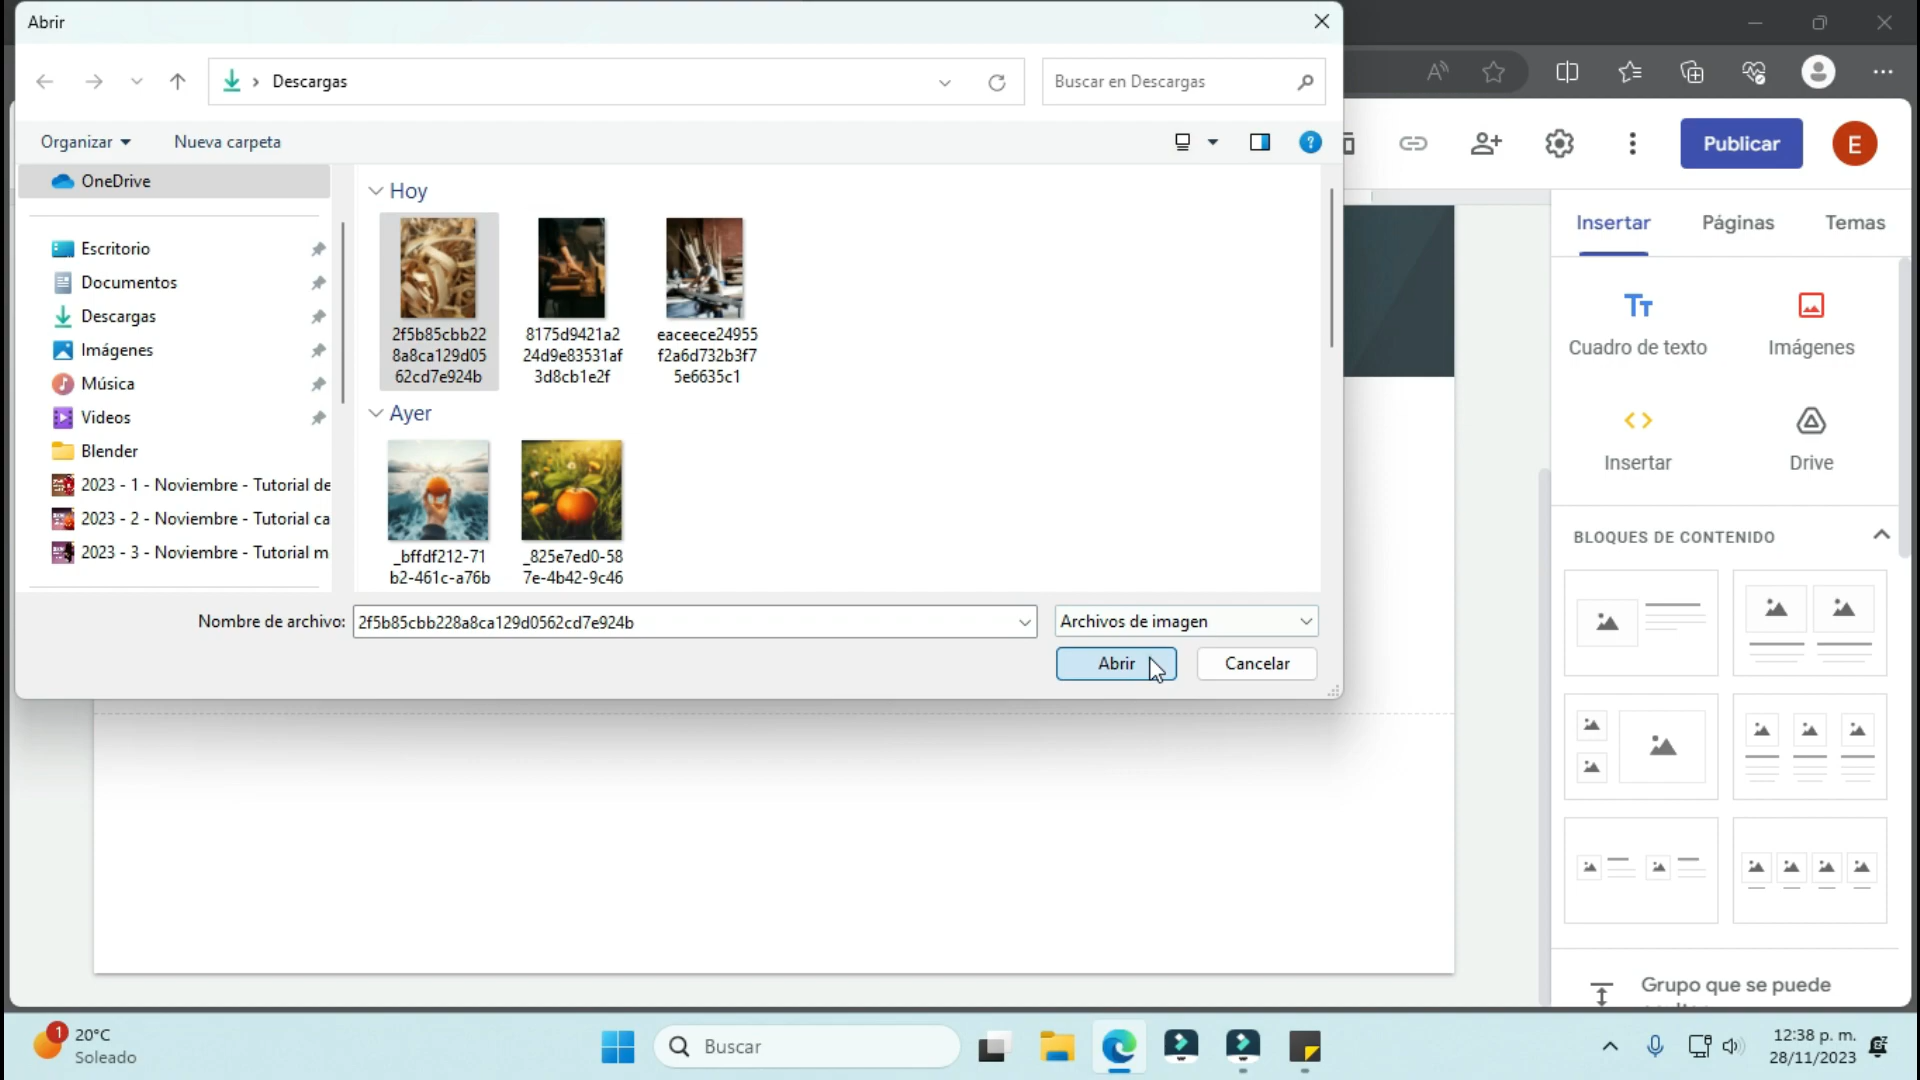 Abrir
Descargas
Buscar en Descargas
Organizar
Nueva carpeta
?
Publicar
E
OneDrive
Escritorio
Documentos
Descargas
Imágenes
Música
Videos
Blender
2023 - 1 - Noviembre - Tutorial de
2023 - 2 - Noviembre - Tutorial ca
2023 - 3 - Noviembre - Tutorial m
Hoy
2f5b85cbb22
8a8ca129d05
62cd7e924b
8175d9421a2
24d9e83531af
3d8cb1e2f
eaceece24955
f2a6d732b3f7
5e6635c1
Ayer
_bffdf212-71
b2-461c-a76b
_825e7ed0-58
7e-4b42-9c46
Nombre de archivo:
2f5b85cbb228a8ca129d0562cd7e924b
Archivos de imagen
Abrir
Cancelar
Insertar
Páginas
Temas
Tт
Cuadro de texto
Imágenes
Insertar
Drive
BLOQUES DE CONTENIDO
Grupo que se puede
1
20°C
Soleado
Buscar
12:38 p. m.
28/11/2023